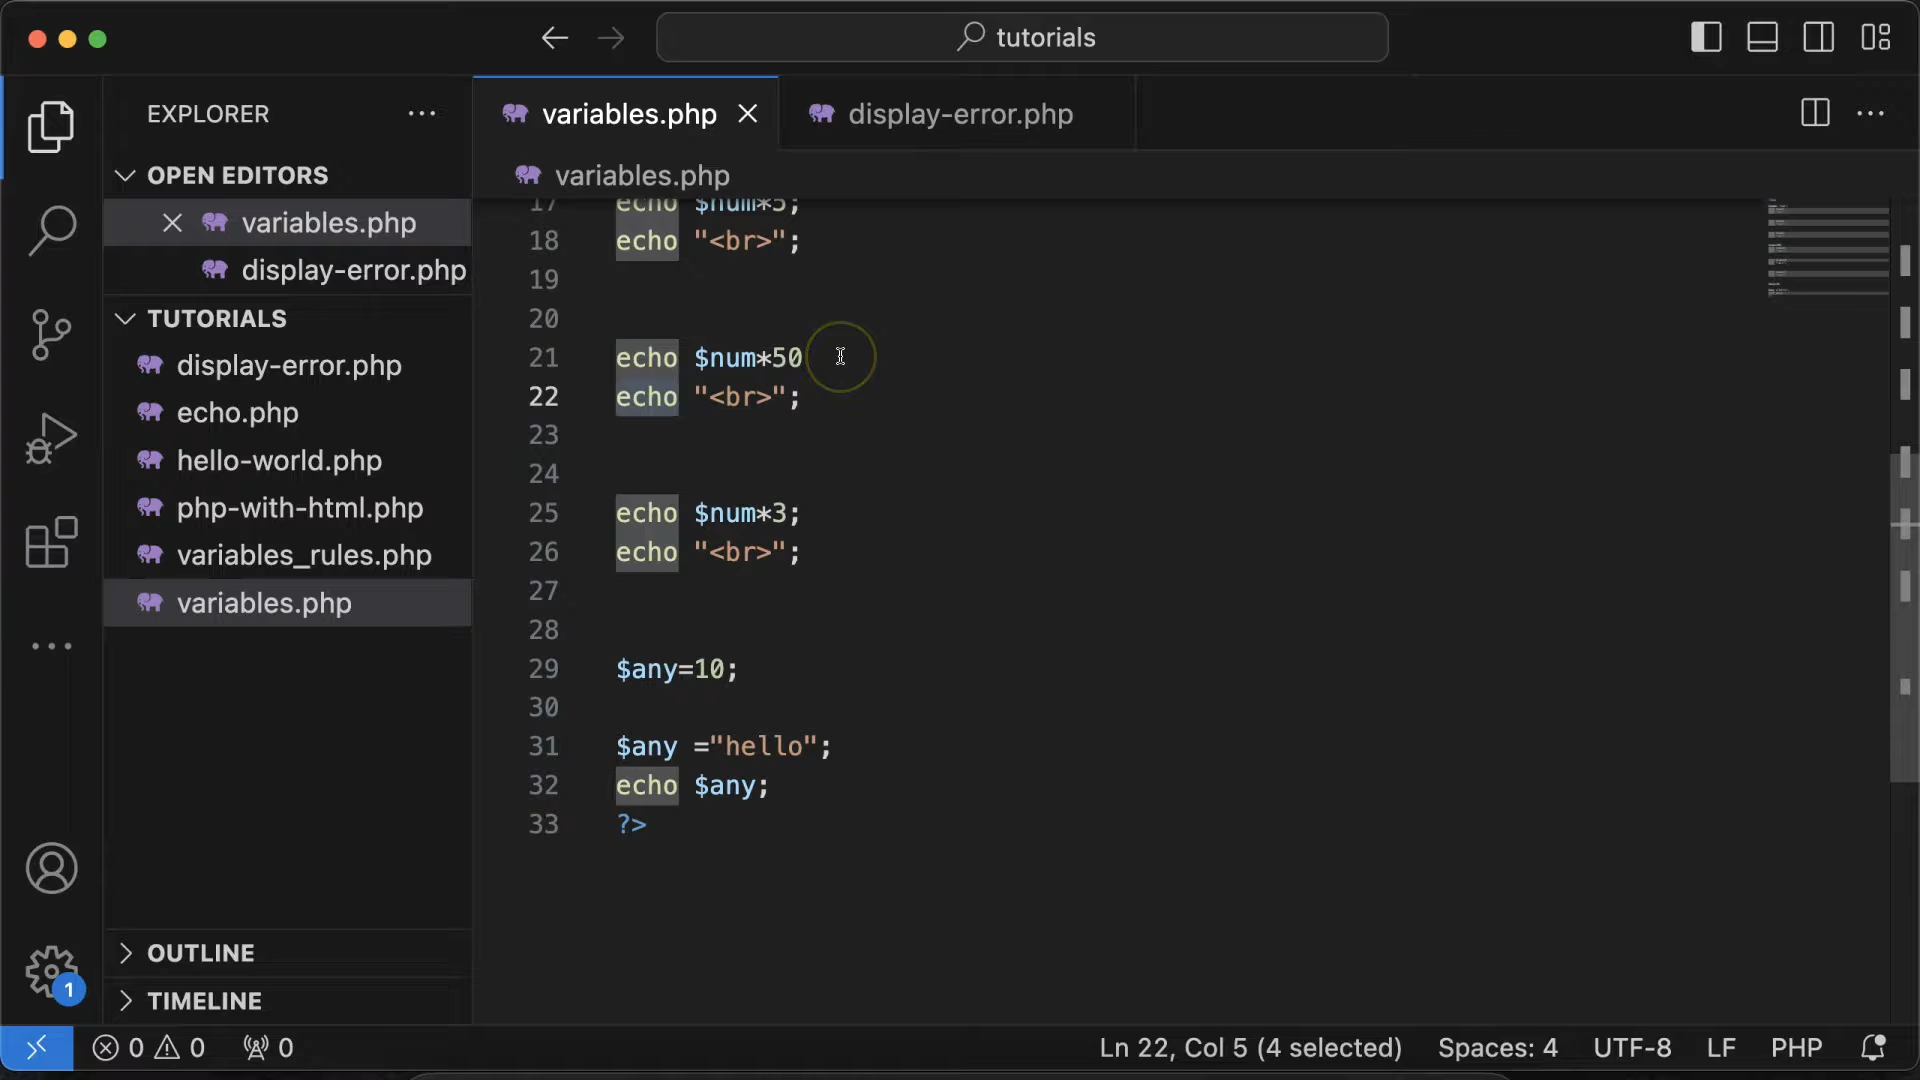 tutorials
EXPLORER
variables.php
display-error.php
OPEN EDITORS
variables.php
variables.php
display-error.php
TUTORIALS
display-error.php
echo.php
hello-world.php
php-with-html.php
variables_rules.php
variables.php
OUTLINE
TIMELINE
1
17 echo $num*5;
18 echo "<br>";
19
20
21 echo $num*50
22 echo "<br>";
23
24
25 echo $num*3;
26 echo "<br>";
27
28
29 $any=10;
30
31 $any ="hello";
32 echo $any;
33 ?>
0 0 0 Ln 22, Col 5 (4 selected) Spaces: 4 UTF-8 LF PHP